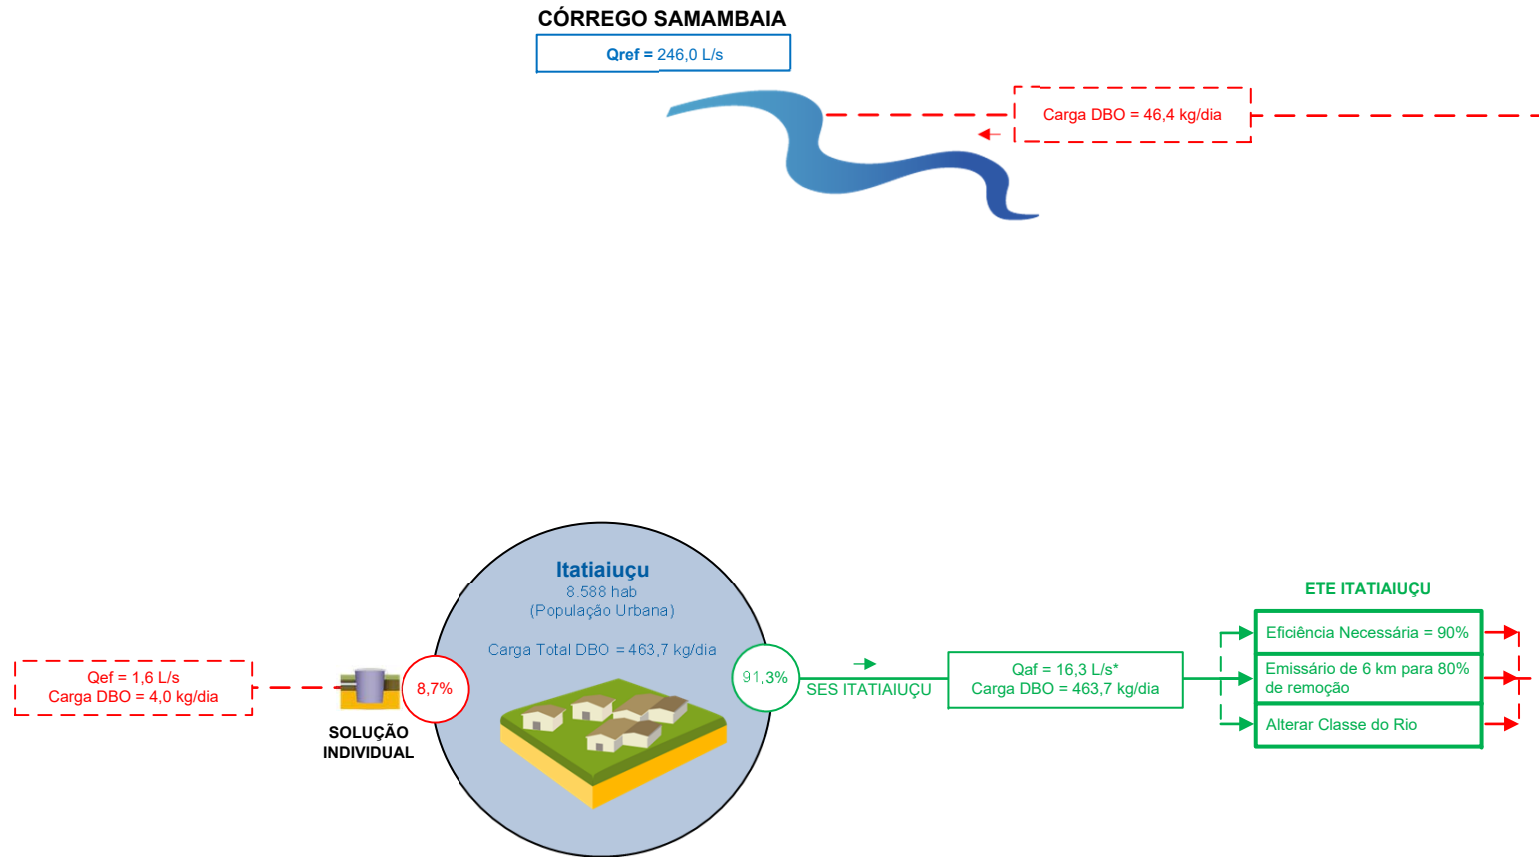 CÓRREGO SAMAMBAIA
Qref = 246,0 L/s
Carga DBO = 46,4 kg/dia
Itatiaiuçu
8.588 hab
(População Urbana)
Carga Total DBO = 463,7 kg/dia
Qef = 1,6 L/s
Carga DBO = 4,0 kg/dia
SOLUÇÃO
INDIVIDUAL
8,7%
91,3%
SES ITATIAIUÇU
Qaf = 16,3 L/s*
Carga DBO = 463,7 kg/dia
ETE ITATIAIUÇU
Eficiência Necessária = 90%
Emissário de 6 km para 80%
de remoção
Alterar Classe do Rio